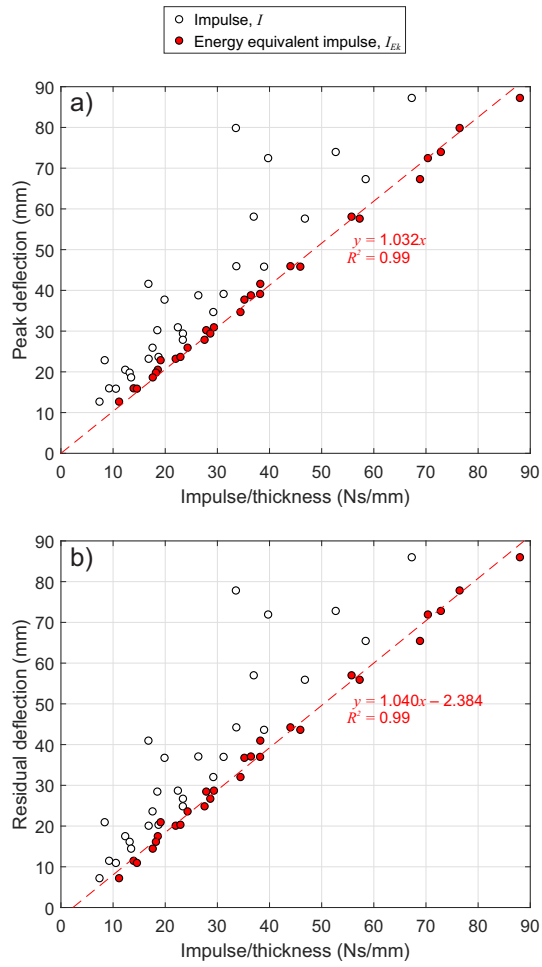 Impulse, I
Energy equivalent impulse, I_Ek
a)
90
80
70
60
50
40
30
20
10
0
Peak deflection (mm)
y = 1.032x
R² = 0.99
0 10 20 30 40 50 60 70 80 90
Impulse/thickness (Ns/mm)
b)
90
80
70
60
50
40
30
20
10
0
Residual deflection (mm)
y = 1.040x – 2.384
R² = 0.99
0 10 20 30 40 50 60 70 80 90
Impulse/thickness (Ns/mm)